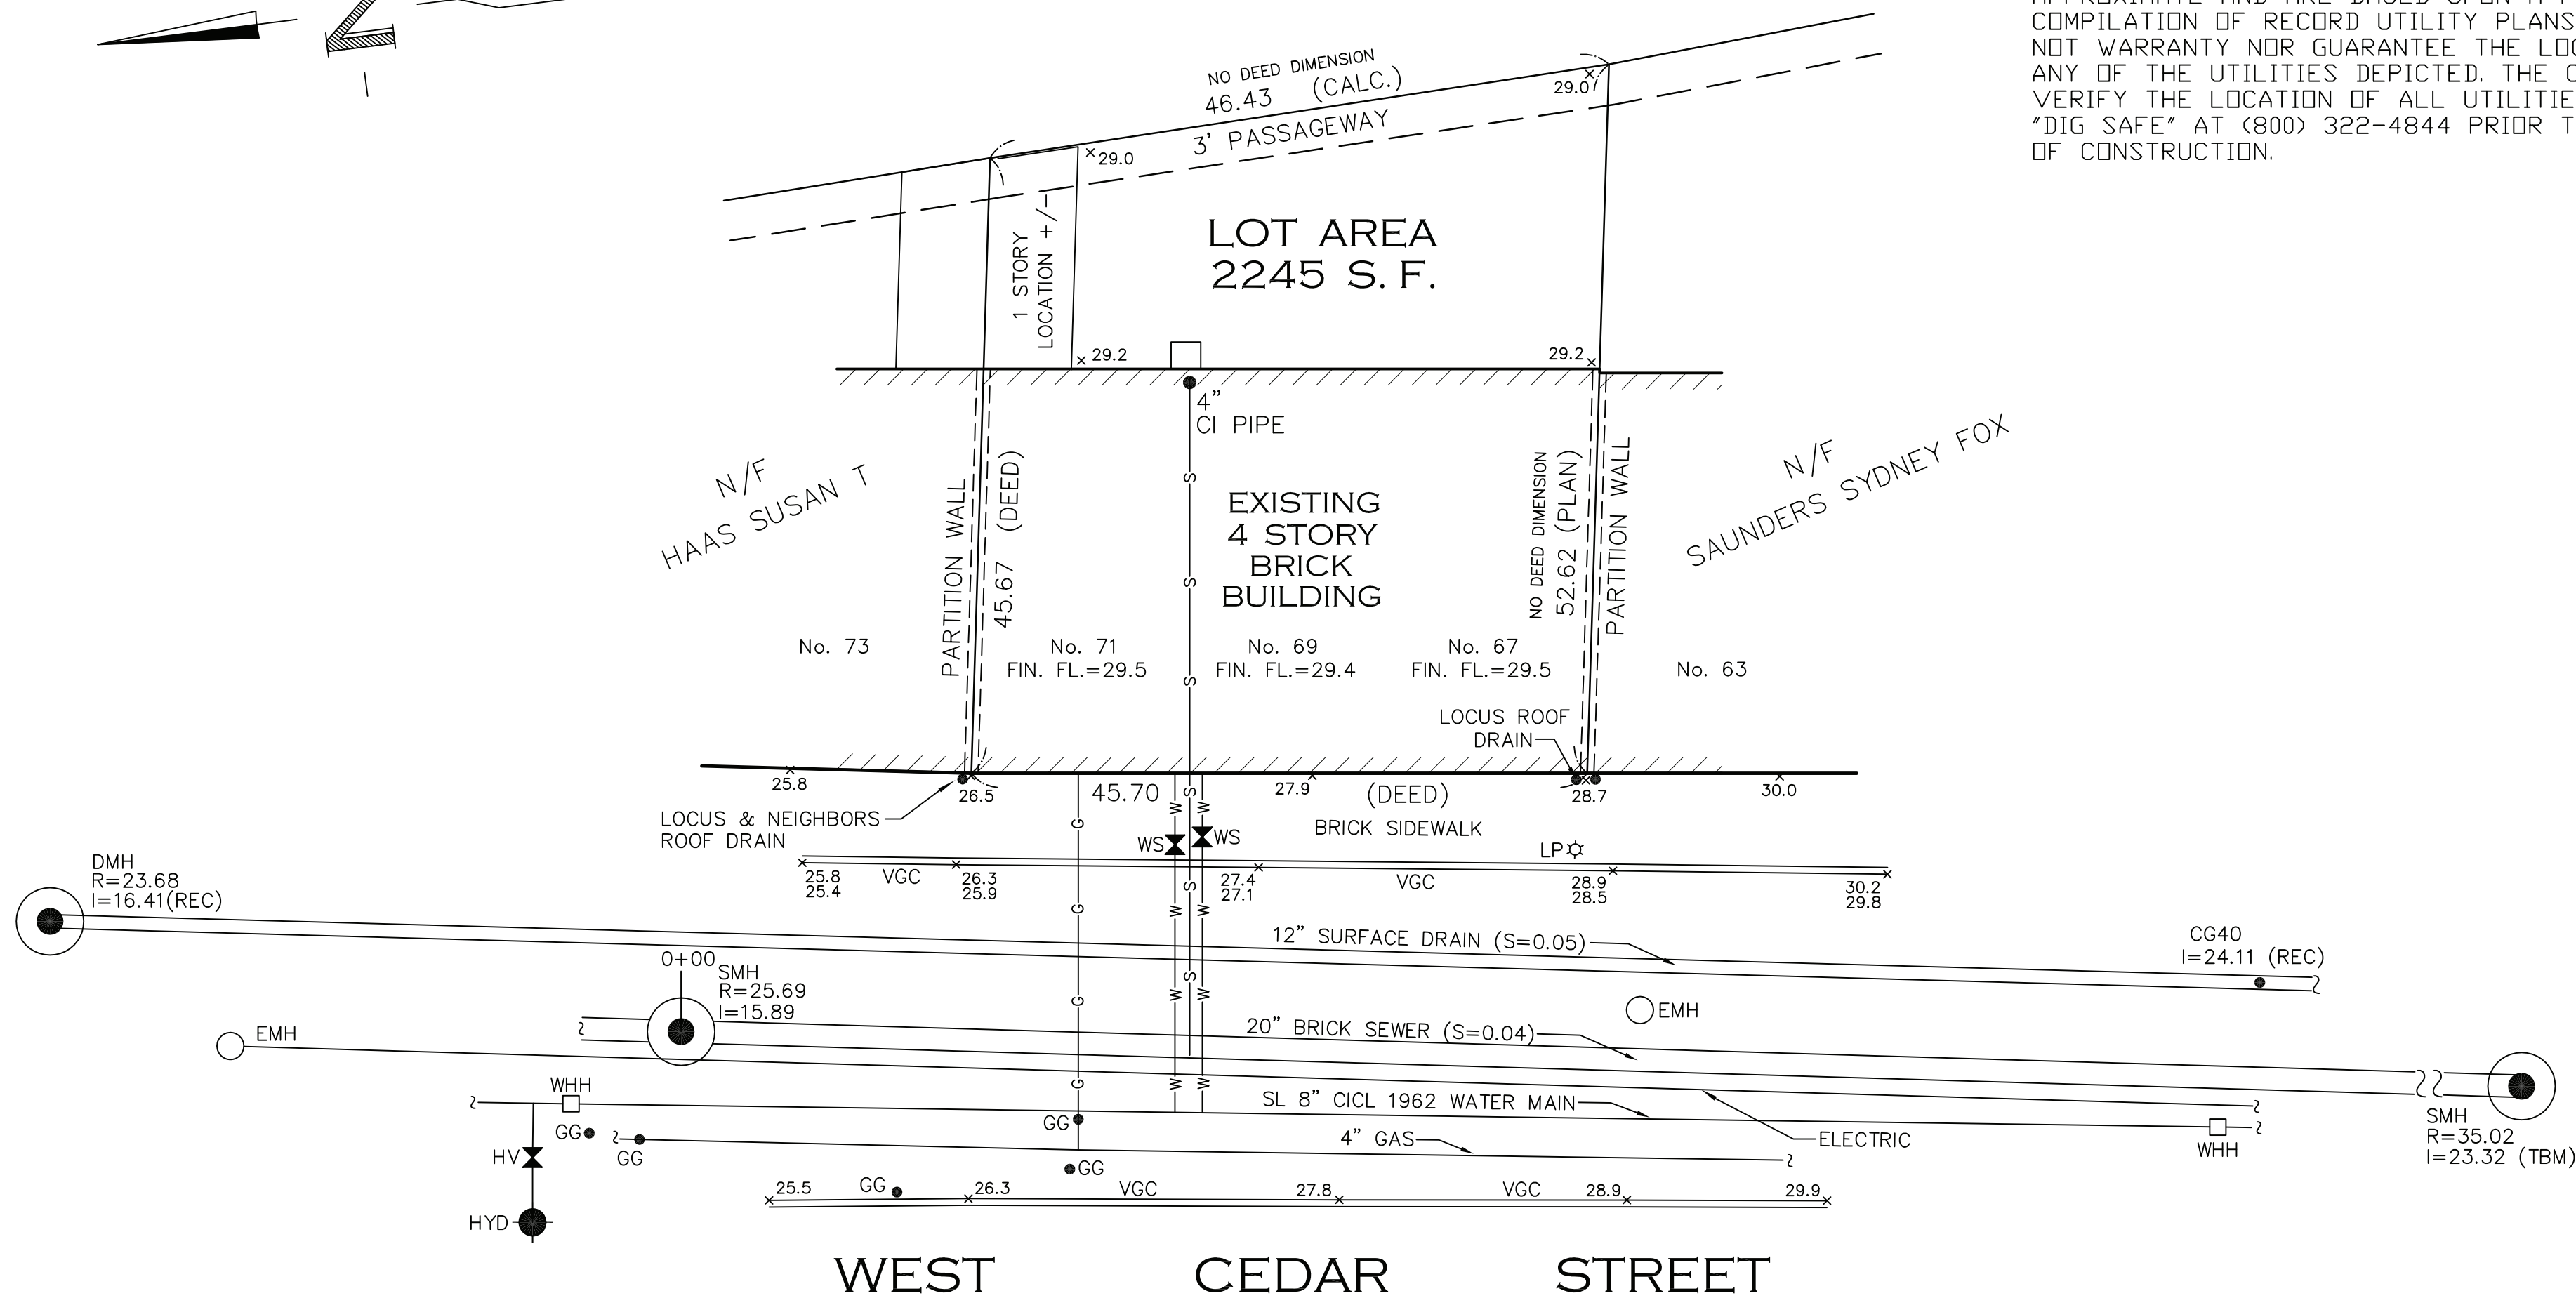 COMPILATION OF RECORD UTILITY PLANS
NOT WARRANTY NOR GUARANTEE THE
ANY OF THE UTILITIES DEPICTED. THE
VERIFY THE LOCATION OF ALL
"DIG SAFE" AT (800) 322-4844 PRIOR
OF CONSTRUCTION.
NO DEED DIMENSION
46.43 (CALC.)
3' PASSAGEWAY
29.0
29.0
LOT AREA
2245 S.F.
1 STORY
LOCATION +/-
29.2
29.2
4"
CI PIPE
N/F
HAAS SUSAN T
PARTITION WALL
45.67 (DEED)
EXISTING
4 STORY
BRICK
BUILDING
NO DEED DIMENSION
52.62 (PLAN)
PARTITION WALL
N/F
SAUNDERS SYDNEY FOX
No. 73
No. 71
FIN. FL.=29.5
No. 69
FIN. FL.=29.4
No. 67
FIN. FL.=29.5
No. 63
S
S
S
LOCUS ROOF
DRAIN
25.8
26.5
45.70
27.9
(DEED)
28.7
30.0
LOCUS & NEIGHBORS
ROOF DRAIN
BRICK SIDEWALK
S
W
W
G
WS
WS
LP
25.8
25.4
VGC
26.3
25.9
27.4
27.1
VGC
28.9
28.5
30.2
29.8
S
G
W
W
DMH
R=23.68
I=16.41(REC)
12" SURFACE DRAIN (S=0.05)
CG40
I=24.11 (REC)
0+00
SMH
R=25.69
I=15.89
S
G
W
W
EMH
EMH
20" BRICK SEWER (S=0.04)
WHH
G
W
W
SL 8" CICL 1962 WATER MAIN
GG
GG
GG
4" GAS
ELECTRIC
WHH
SMH
R=35.02
I=23.32 (TBM)
HV
GG
25.5
GG
26.3
VGC
27.8
VGC
28.9
29.9
HYD
WEST CEDAR STREET